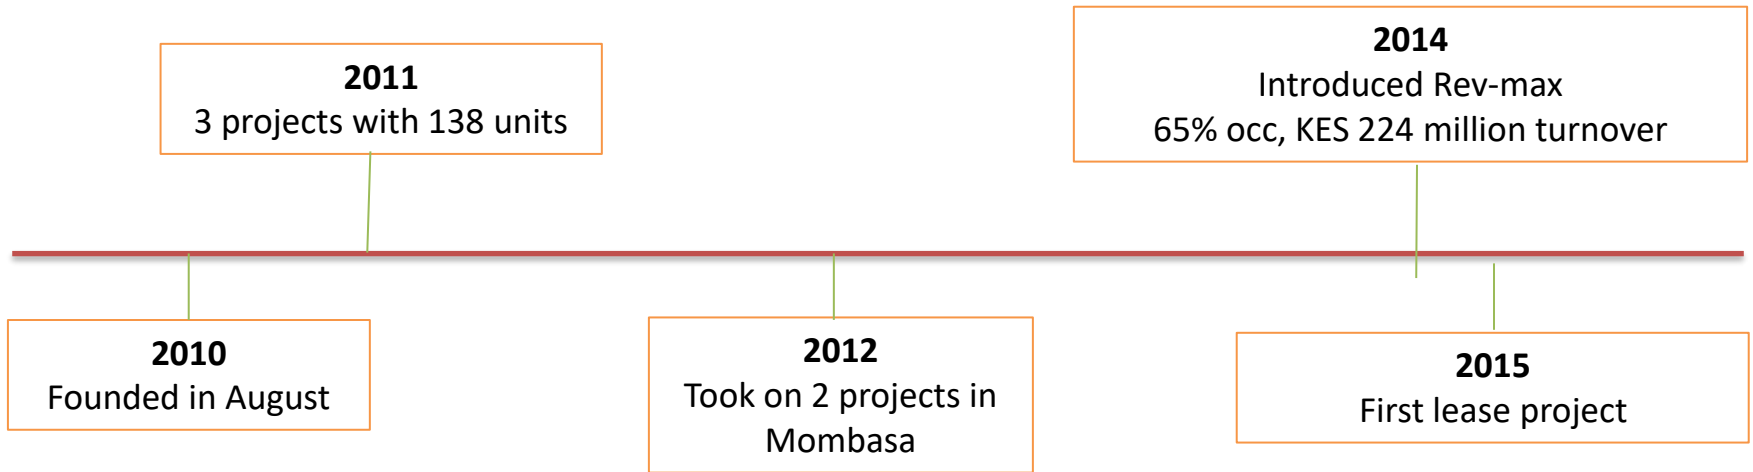 2011
3 projects with 138 units
2014
Introduced Rev-max
65% occ, KES 224 million turnover
2010
Founded in August
2012
Took on 2 projects in
Mombasa
2015
First lease project